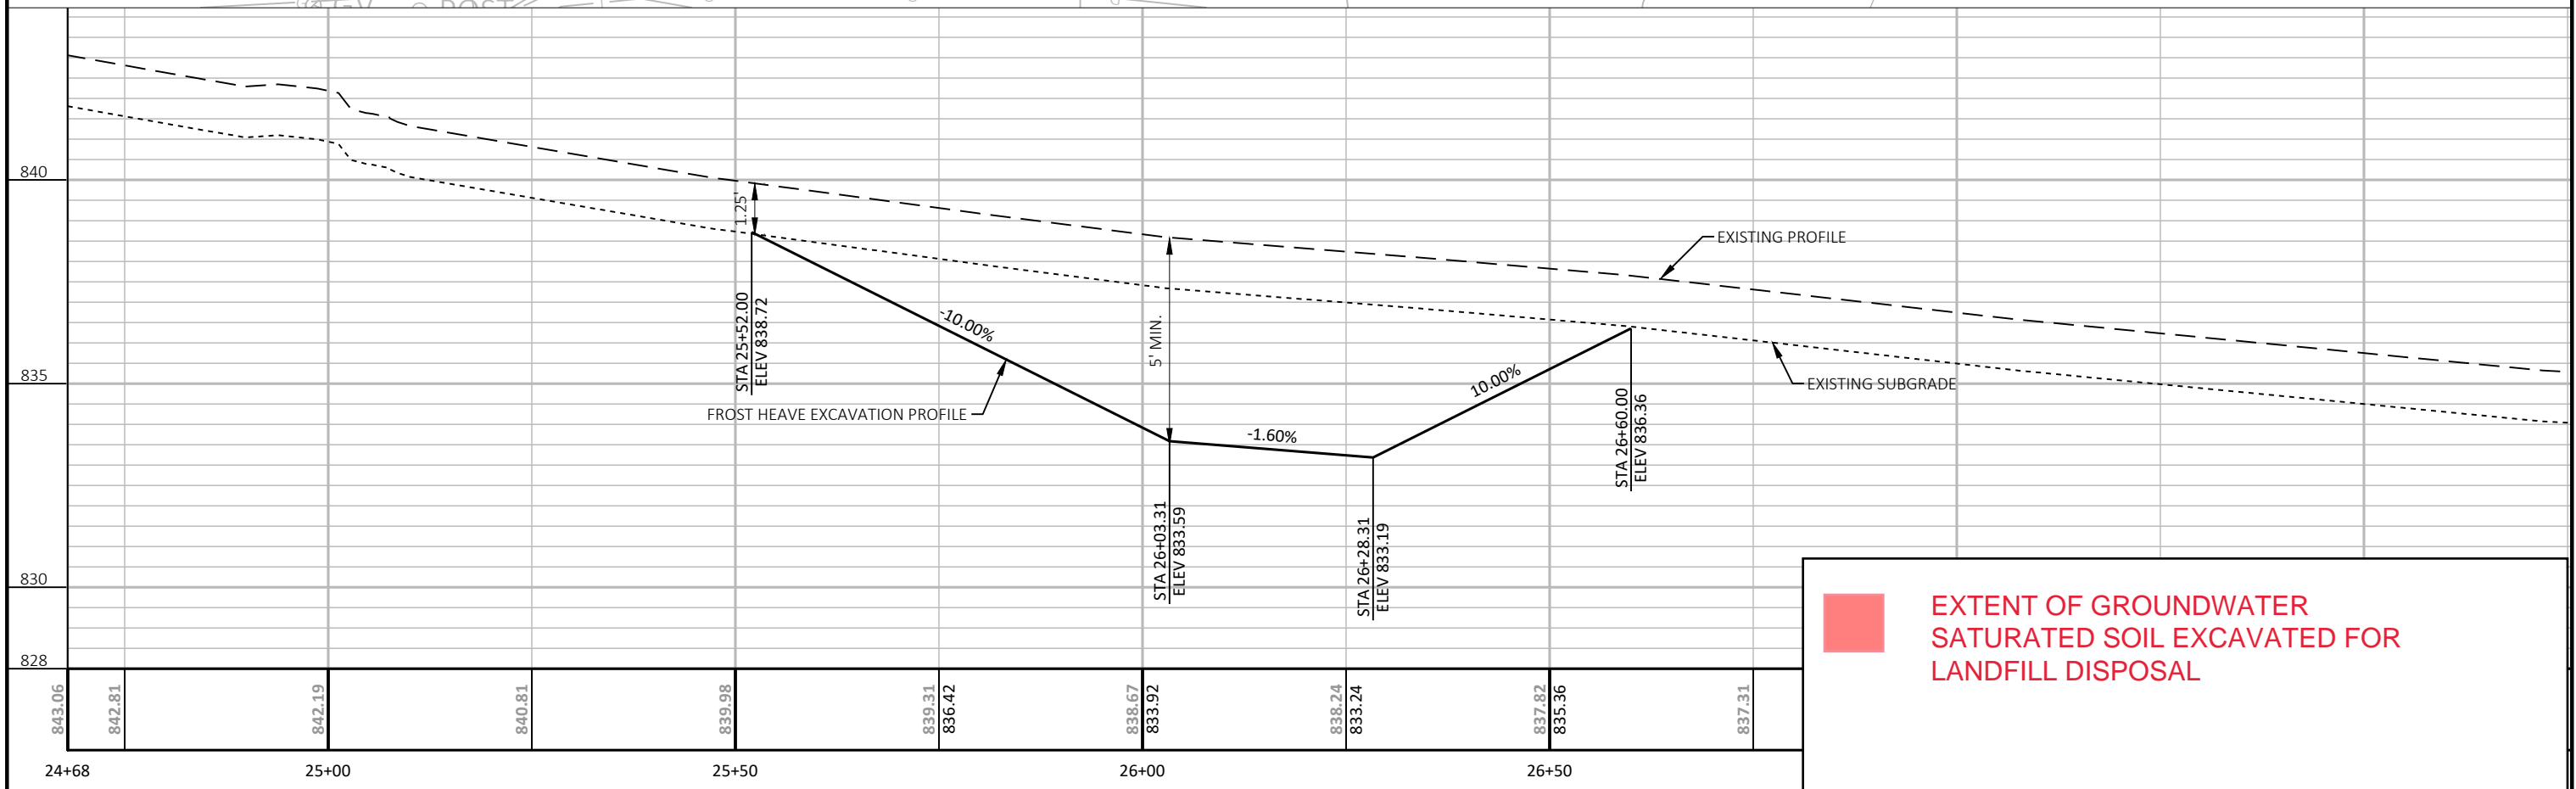 POST
840
835
830
828
1.25'
5' MIN.
EXISTING PROFILE
EXISTING SUBGRADE
FROST HEAVE EXCAVATION PROFILE
-10.00%
-1.60%
10.00%
STA 25+52.00
ELEV 838.72
STA 26+03.31
ELEV 833.59
STA 26+28.31
ELEV 833.19
STA 26+60.00
ELEV 836.36
EXTENT OF GROUNDWATER
SATURATED SOIL EXCAVATED FOR
LANDFILL DISPOSAL
843.06
842.81
842.19
840.81
839.98
839.31
836.42
838.67
833.92
838.24
833.24
837.82
835.36
837.31
24+68
25+00
25+50
26+00
26+50